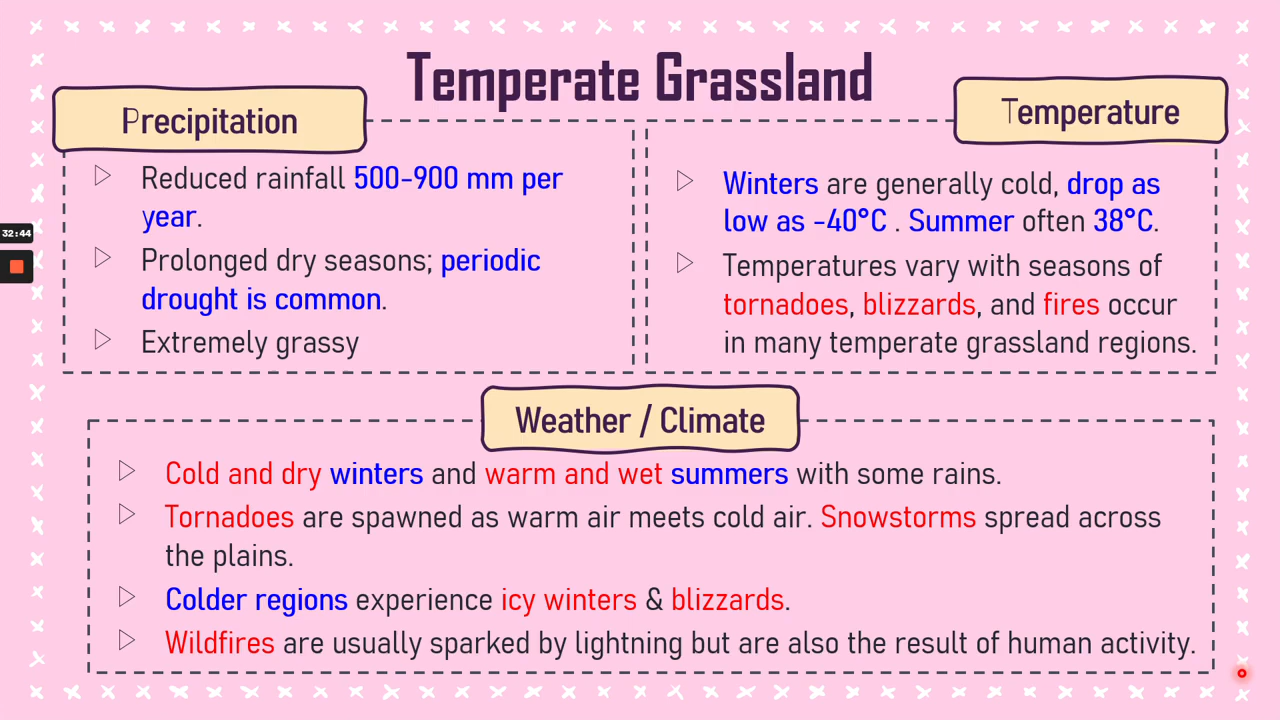 Temperate Grassland
Precipitation
Reduced rainfall 500-900 mm per
year.
Prolonged dry seasons; periodic
drought is common.
Extremely grassy
Temperature
Winters are generally cold, drop as
low as -40°C . Summer often 38°C.
Temperatures vary with seasons of
tornadoes, blizzards, and fires occur
in many temperate grassland regions.
32:44
Weather / Climate
Cold and dry winters and warm and wet summers with some rains.
Tornadoes are spawned as warm air meets cold air. Snowstorms spread across
the plains.
Colder regions experience icy winters & blizzards.
Wildfires are usually sparked by lightning but are also the result of human activity.